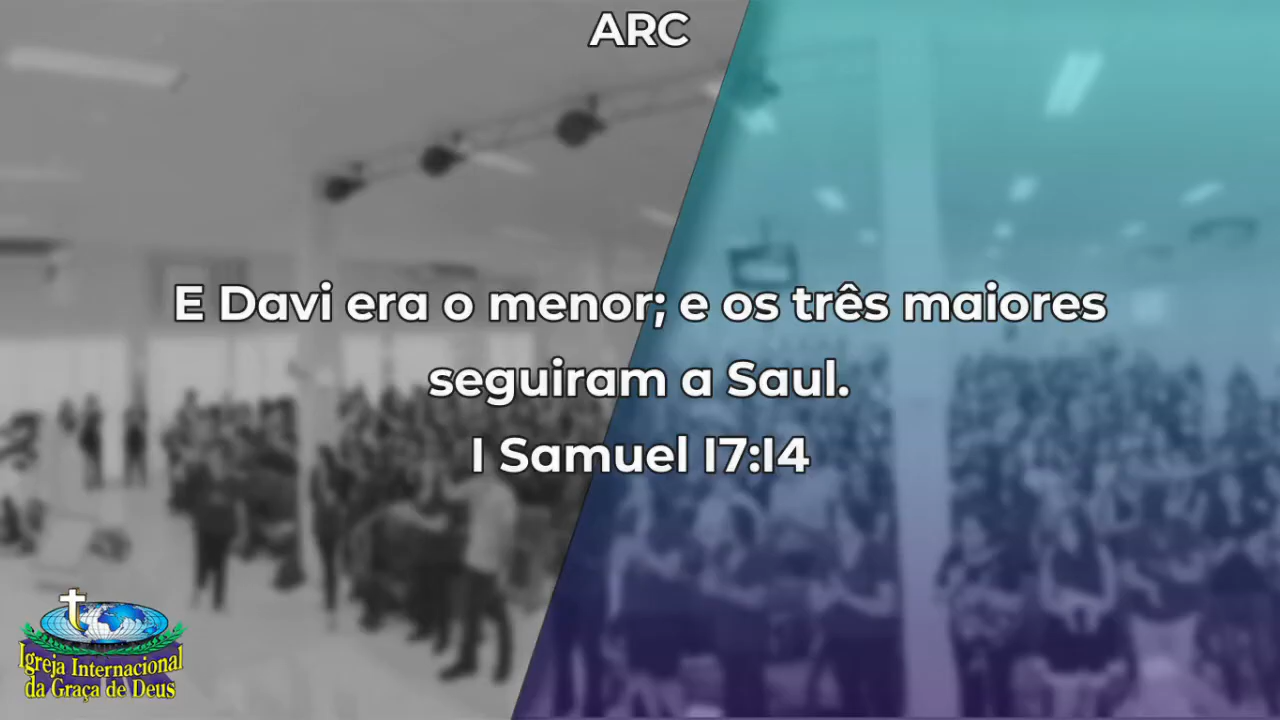 ARC
E Davi era o menor; e os três maiores
seguiram a Saul.
I Samuel 17:14
Igreja Internacional
da Graça de Deus